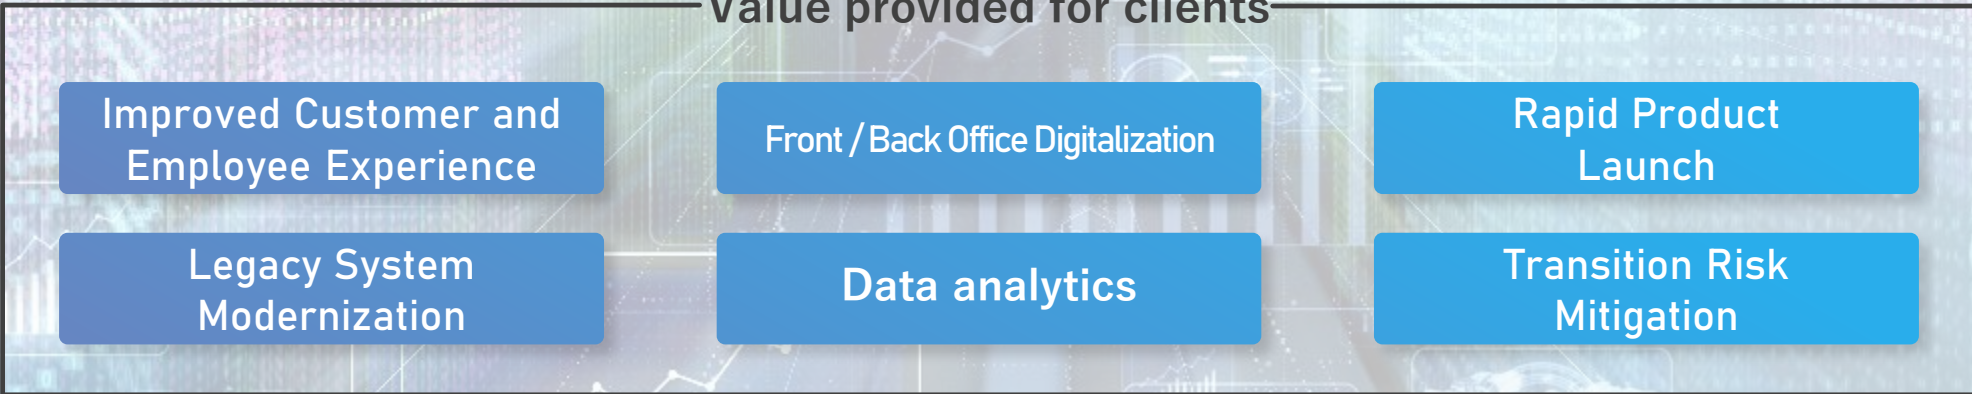 Value provided for clients
Improved Customer and
Employee Experience
Front / Back Office Digitalization
Rapid Product
Launch
Legacy System
Modernization
Data analytics
Transition Risk
Mitigation